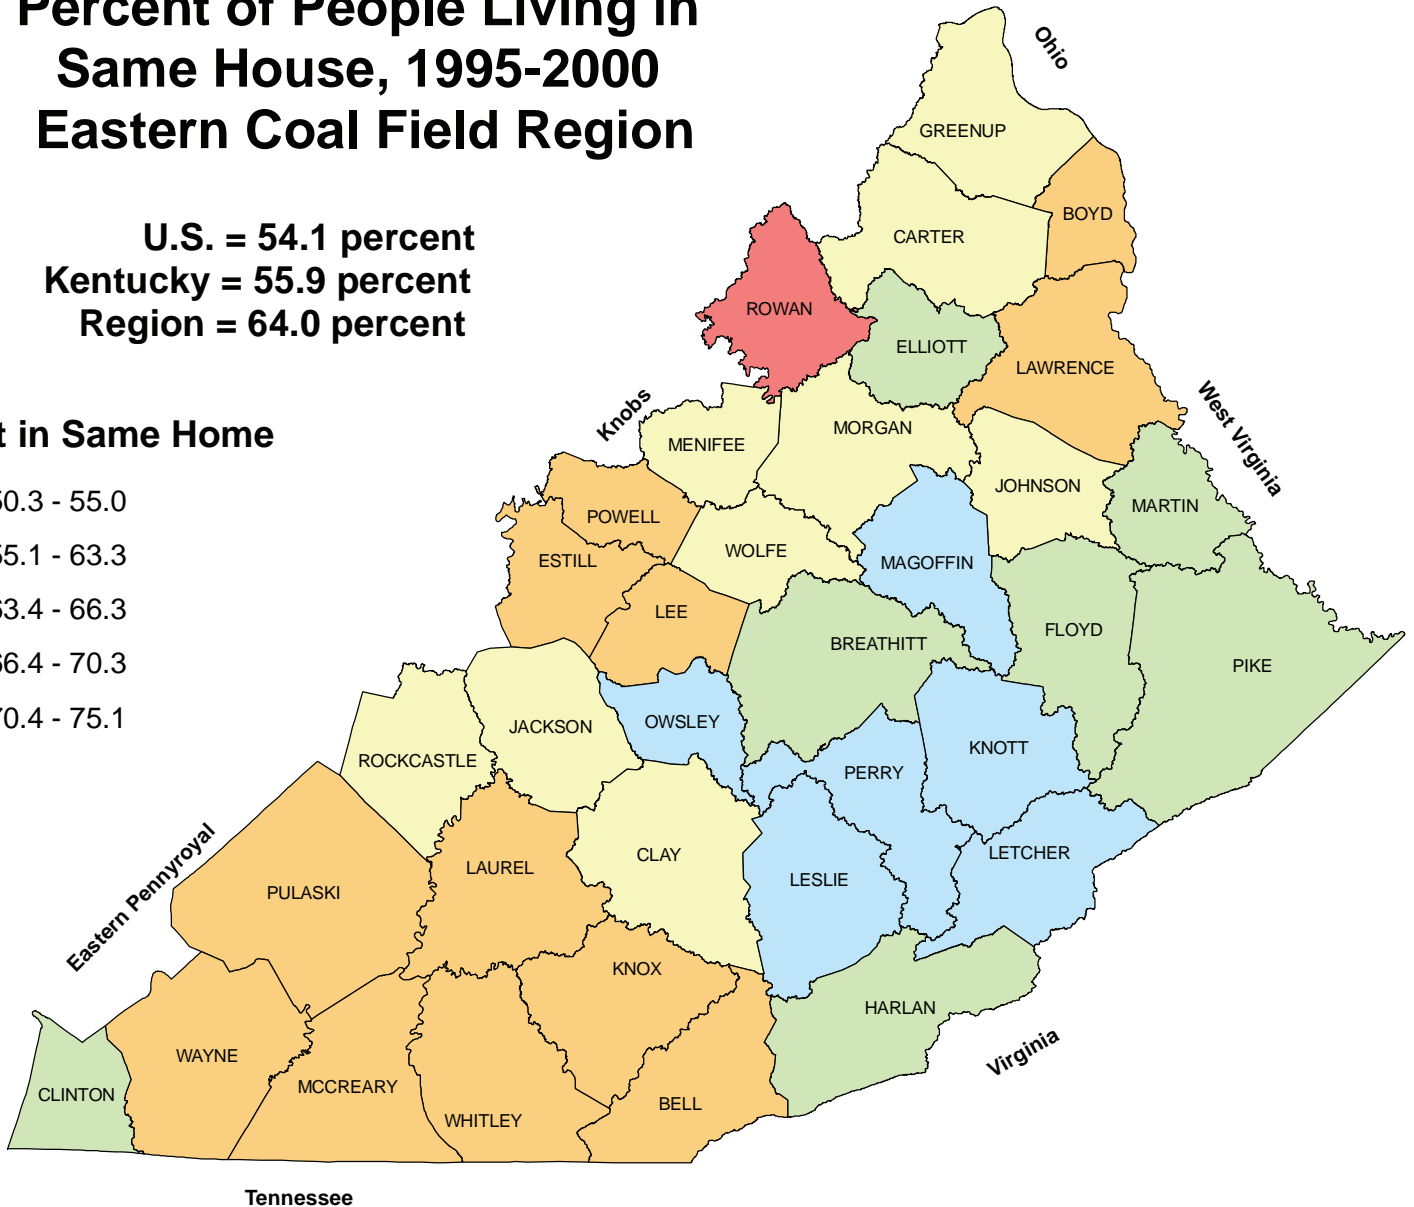 Percent of People Living in
Same House, 1995-2000
Eastern Coal Field Region
U.S. = 54.1 percent
Kentucky = 55.9 percent
Region = 64.0 percent
t in Same Home
50.3 - 55.0
55.1 - 63.3
63.4 - 66.3
66.4 - 70.3
70.4 - 75.1
Ohio
GREENUP
BOYD
CARTER
ROWAN
ELLIOTT
LAWRENCE
West Virginia
Knobs
MENIFEE
MORGAN
JOHNSON
MARTIN
POWELL
WOLFE
ESTILL
MAGOFFIN
LEE
BREATHITT
FLOYD
PIKE
OWSLEY
JACKSON
ROCKCASTLE
KNOTT
PERRY
CLAY
LETCHER
LAUREL
LESLIE
PULASKI
Eastern Pennyroyal
KNOX
HARLAN
Virginia
WAYNE
MCCREARY
CLINTON
BELL
WHITLEY
Tennessee